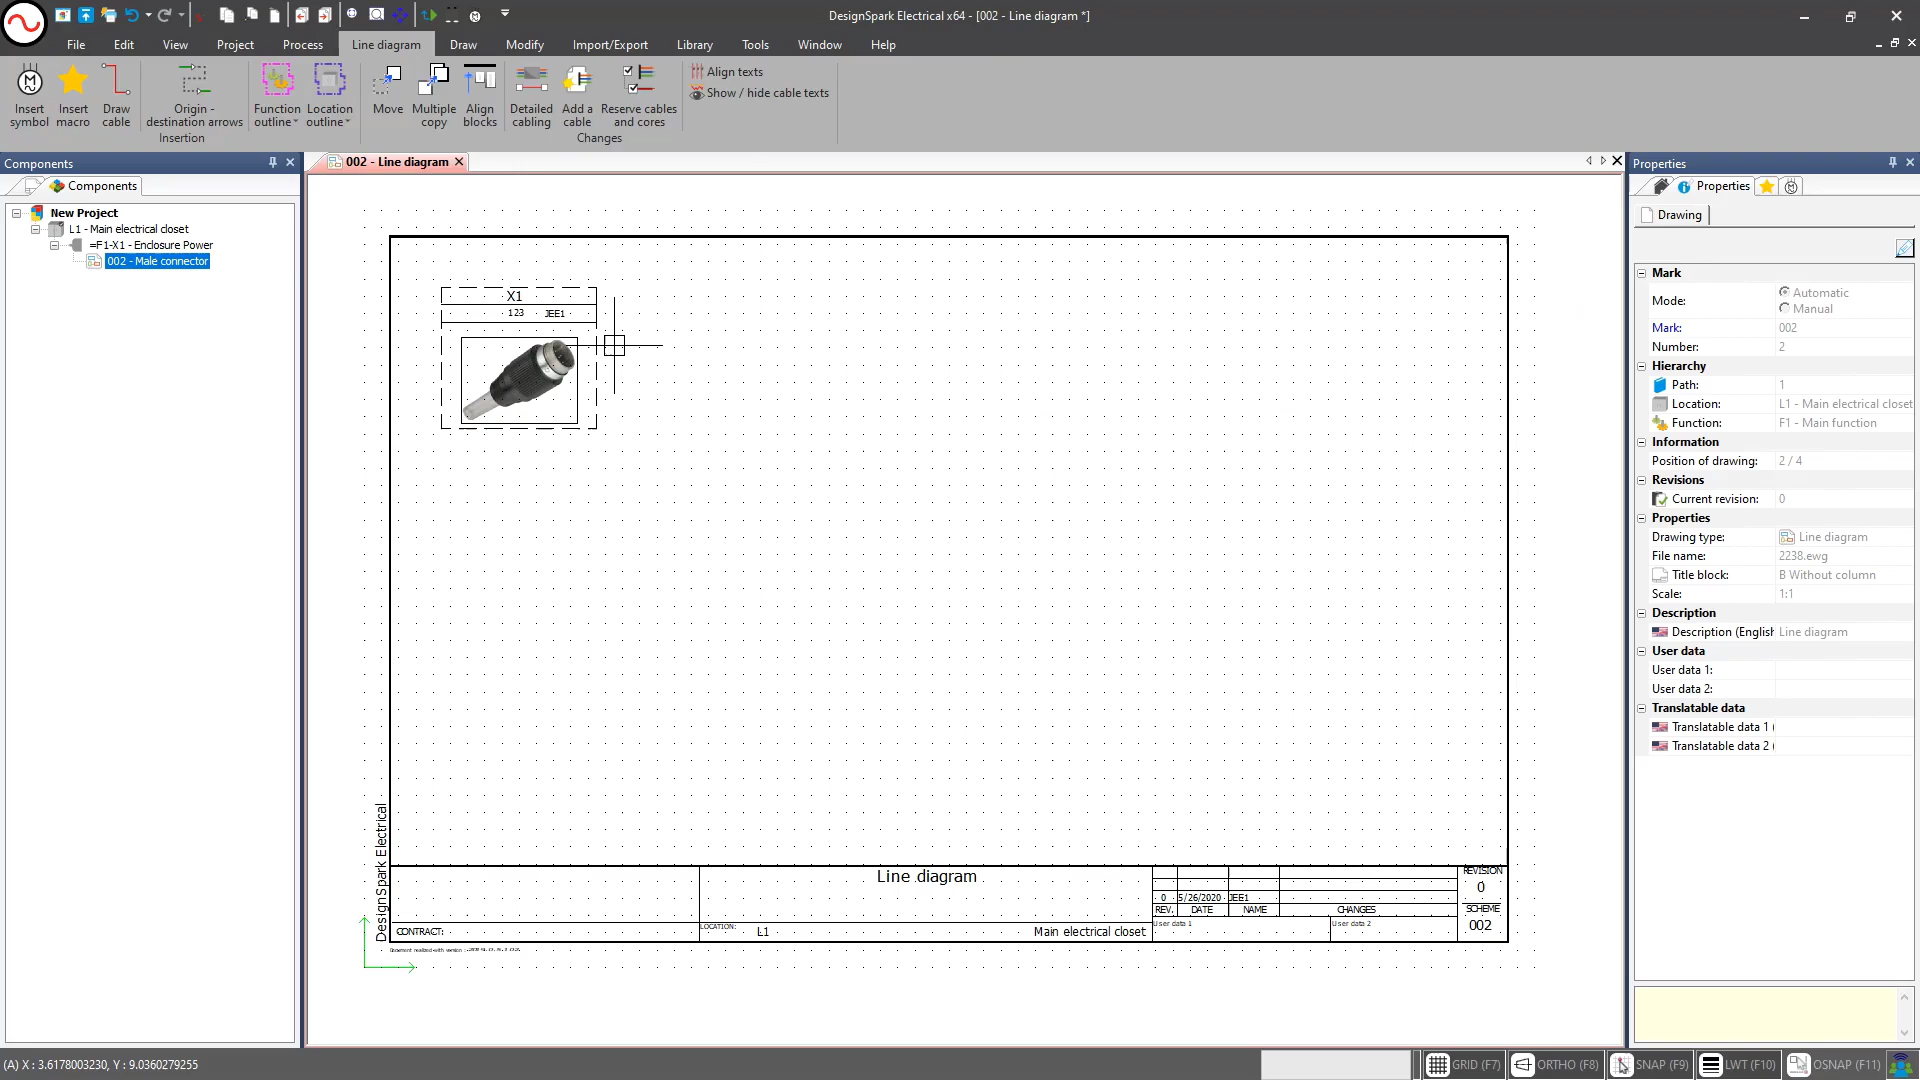 DesignSpark Electrical x64 - [002 - Line diagram *]
File Edit View Project Process Line diagram Draw Modify Import/Export Library Tools Window Help
Insert symbol
Insert macro
Draw cable
Origin - destination arrows
Function outline
Location outline
Move
Multiple copy
Align blocks
Detailed cabling
Add a cable
Reserve cables and cores
Align texts
Show / hide cable texts
Insertion
Changes
Components
Components
New Project
L1 - Main electrical closet
=F1-X1 - Enclosure Power
002 - Male connector
002 - Line diagram
X1
123 JEE1
DesignSpark Electrical
Line diagram
CONTRACT:
LOCATION:
L1
Main electrical closet
0 5/26/2020 JEE1
REV. DATE NAME CHANGES
User data 1
User data 2
REVISION
0
SCHEME
002
Properties
Properties
Drawing
Mark
Mode: Automatic
Manual
Mark: 002
Number: 2
Hierarchy
Path: 1
Location: L1 - Main electrical closet
Function: F1 - Main function
Information
Position of drawing: 2 / 4
Revisions
Current revision: 0
Properties
Drawing type: Line diagram
File name: 2238.ewg
Title block: B Without column
Scale: 1:1
Description
Description (English Line diagram
User data
User data 1:
User data 2:
Translatable data
Translatable data 1 (
Translatable data 2 (
(A) X : 3.6178003230, Y : 9.0360279255
GRID (F7) ORTHO (F8) SNAP (F9) LWT (F10) OSNAP (F11)